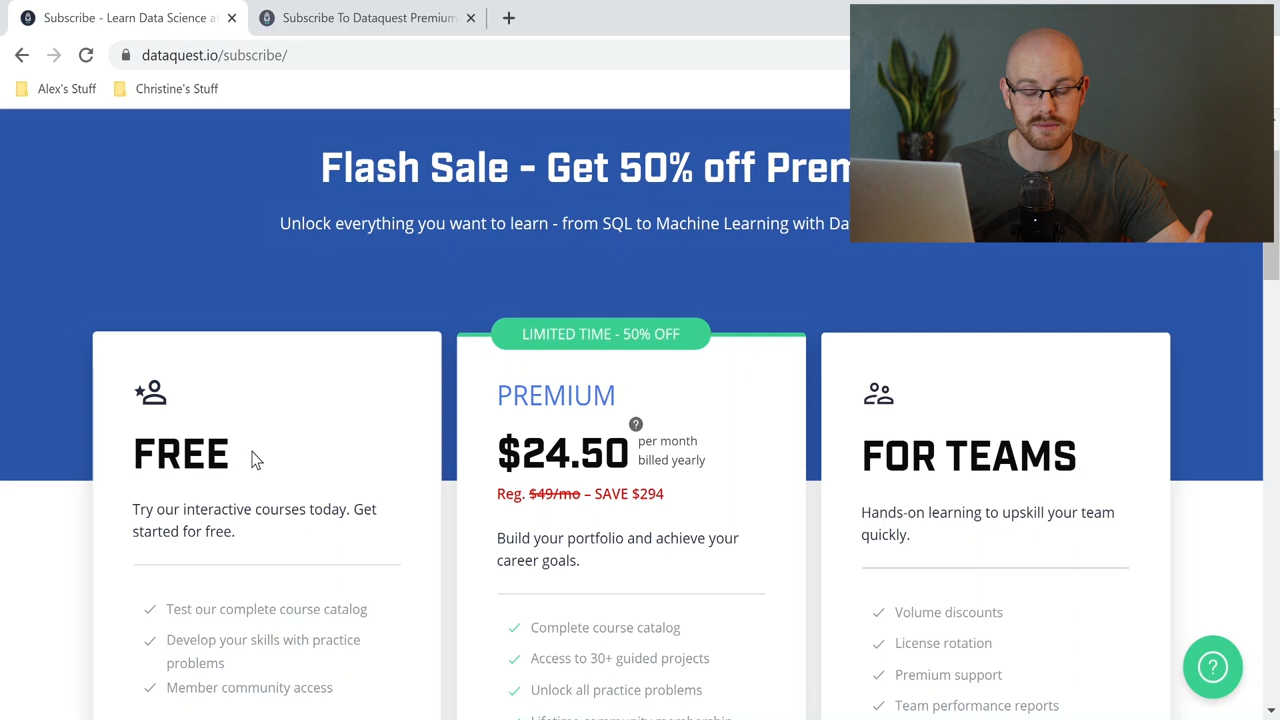 Subscribe - Learn Data Science a
Subscribe To Dataquest Premium
dataquest.io/subscribe/
Alex's Stuff
Christine's Stuff
Flash Sale - Get 50% off
Unlock everything you want to learn - from SQL to Machine Learning with
FREE
Try our interactive courses today. Get
started for free.
Test our complete course catalog
Develop your skills with practice
problems
Member community access
LIMITED TIME - 50% OFF
PREMIUM
?
$24.50
per month
billed yearly
Reg. $49/mo – SAVE $294
Build your portfolio and achieve your
career goals.
Complete course catalog
Access to 30+ guided projects
Unlock all practice problems
Lifetime community membership
FOR TEAMS
Hands-on learning to upskill your team
quickly.
Volume discounts
License rotation
Premium support
Team performance reports
?